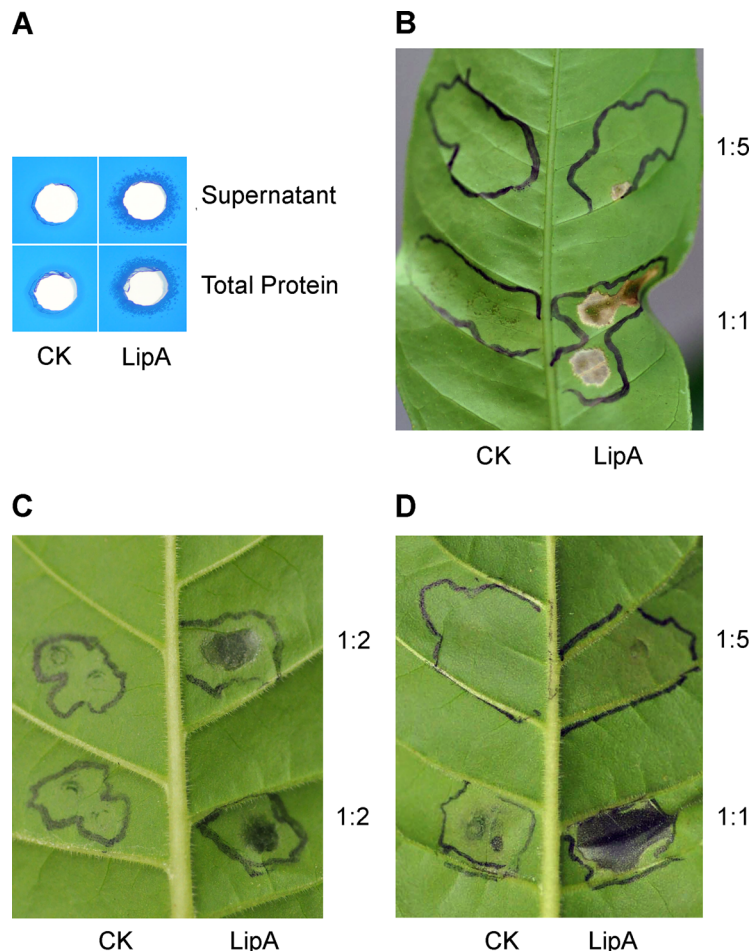 A
B
1:5
Supernatant
Total Protein
1:1
CK
LipA
CK
LipA
C
D
1:2
1:5
1:2
1:1
CK
LipA
CK
LipA